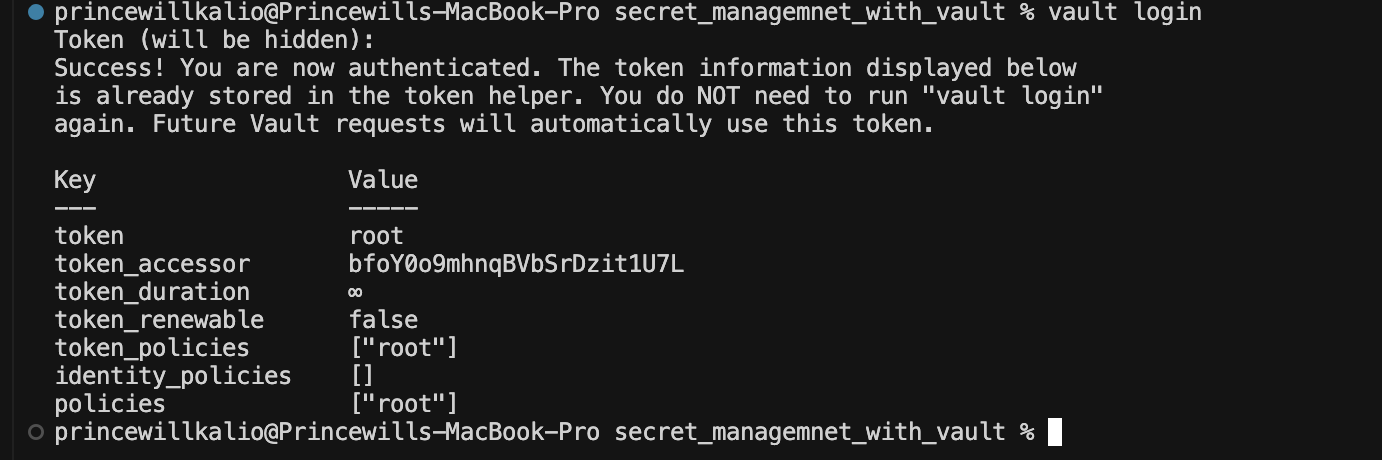 princewillkalio@Princewills-MacBook-Pro secret_managemnet_with_vault % vault login
Token (will be hidden):
Success! You are now authenticated. The token information displayed below
is already stored in the token helper. You do NOT need to run "vault login"
again. Future Vault requests will automatically use this token.

Key                  Value
---                  -----
token                root
token_accessor       bfoY0o9mhnqBVbSrDzit1U7L
token_duration       ∞
token_renewable      false
token_policies       ["root"]
identity_policies    []
policies             ["root"]
princewillkalio@Princewills-MacBook-Pro secret_managemnet_with_vault %